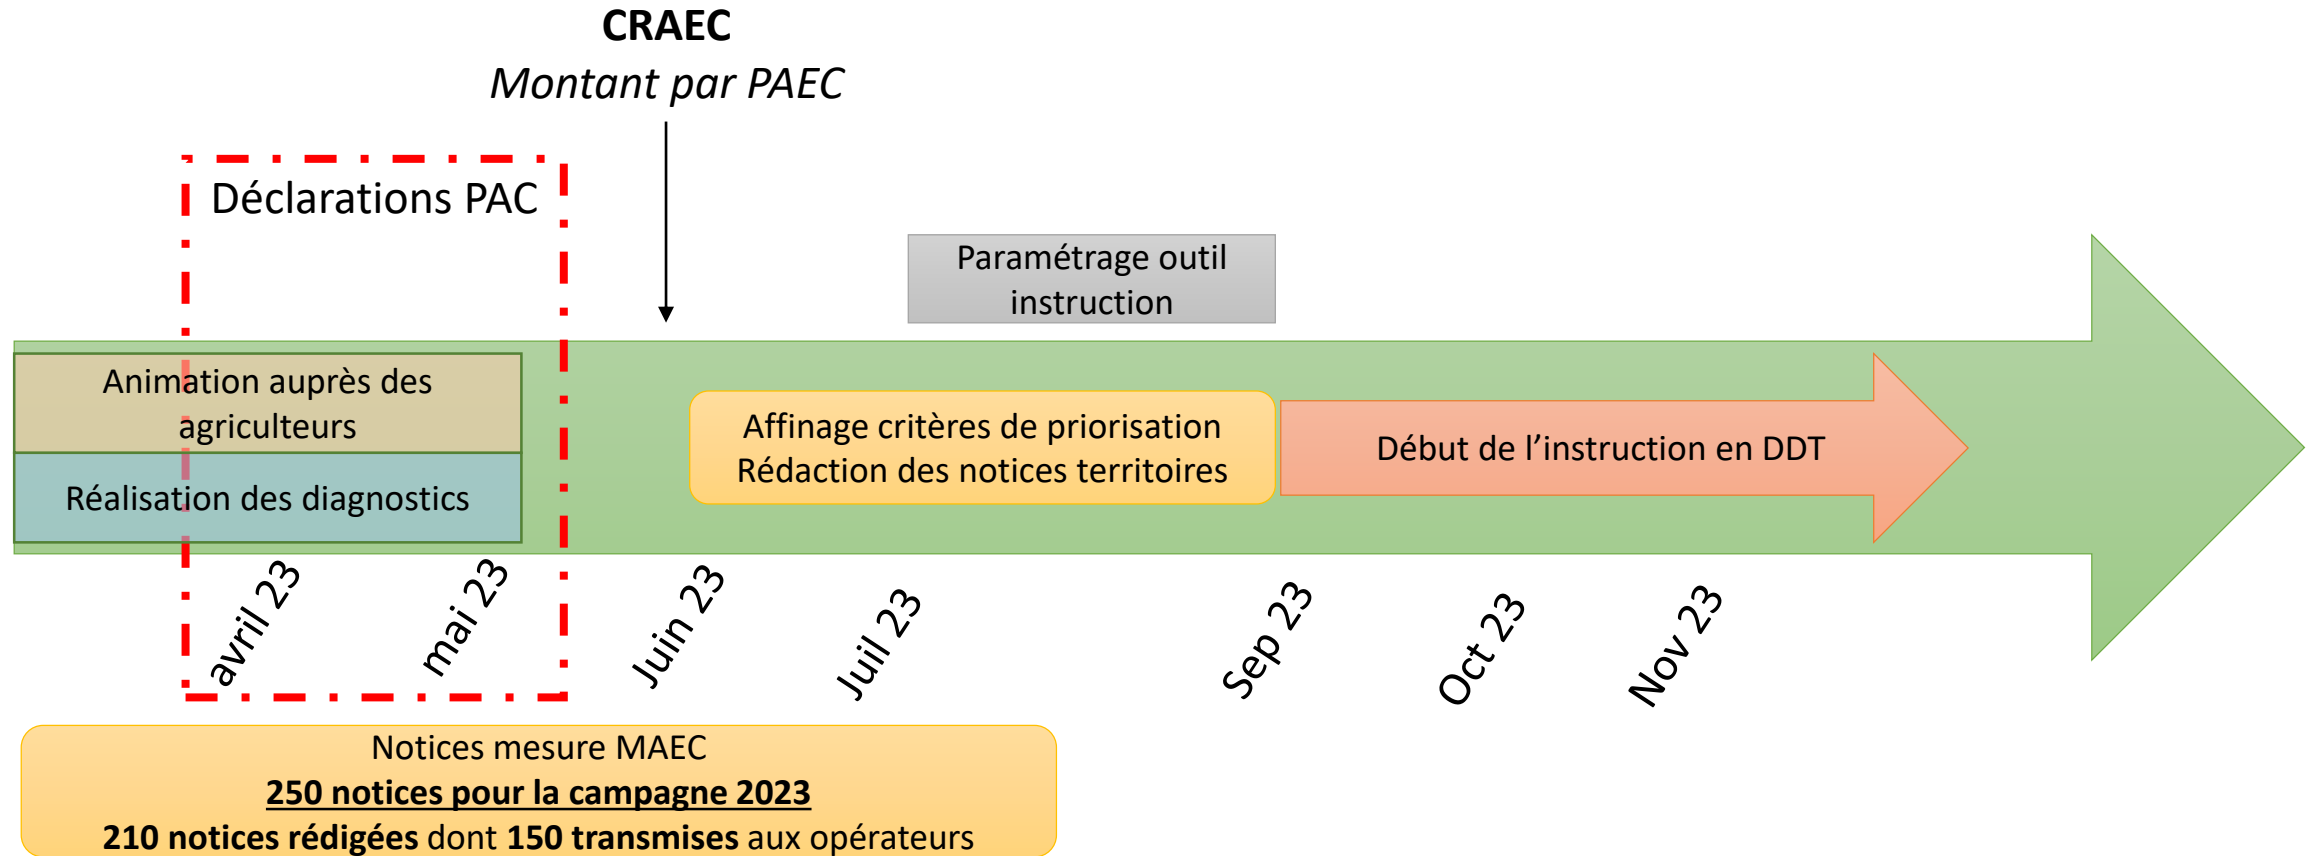 CRAEC
Montant par PAEC
Déclarations PAC
Paramétrage outil
instruction
Animation auprès des
agriculteurs
Réalisation des diagnostics
Affinage critères de priorisation
Rédaction des notices territoires
Début de l’instruction en DDT
avril 23
mai 23
Juin 23
Juil 23
Sep 23
Oct 23
Nov 23
Notices mesure MAEC
250 notices pour la campagne 2023
210 notices rédigées dont 150 transmises aux opérateurs